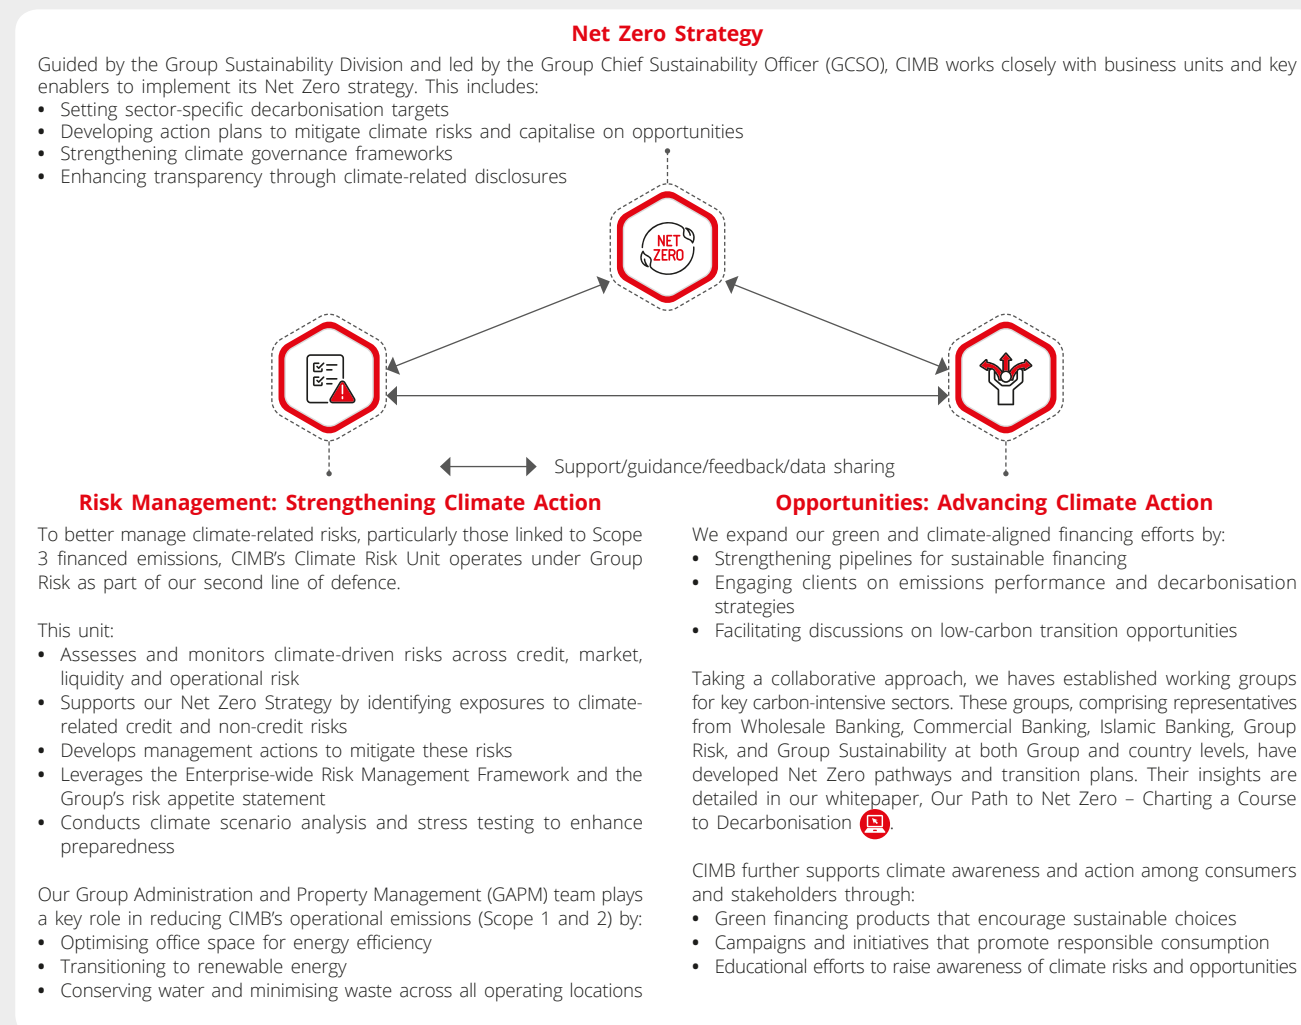 Net Zero Strategy
Guided by the Group Sustainability Division and led by the Group Chief Sustainability Officer (GCSO), CIMB works closely with business units and key
enablers to implement its Net Zero strategy. This includes:
• Setting sector-specific decarbonisation targets
• Developing action plans to mitigate climate risks and capitalise on opportunities
• Strengthening climate governance frameworks
• Enhancing transparency through climate-related disclosures
NET
ZERO
Support/guidance/feedback/data sharing
Risk Management: Strengthening Climate Action
To better manage climate-related risks, particularly those linked to Scope
3 financed emissions, CIMB's Climate Risk Unit operates under Group
Risk as part of our second line of defence.
This unit:
• Assesses and monitors climate-driven risks across credit, market,
liquidity and operational risk
• Supports our Net Zero Strategy by identifying exposures to climate-
related credit and non-credit risks
• Develops management actions to mitigate these risks
• Leverages the Enterprise-wide Risk Management Framework and the
Group's risk appetite statement
• Conducts climate scenario analysis and stress testing to enhance
preparedness
Our Group Administration and Property Management (GAPM) team plays
a key role in reducing CIMB's operational emissions (Scope 1 and 2) by:
• Optimising office space for energy efficiency
• Transitioning to renewable energy
• Conserving water and minimising waste across all operating locations
Opportunities: Advancing Climate Action
We expand our green and climate-aligned financing efforts by:
• Strengthening pipelines for sustainable financing
• Engaging clients on emissions performance and decarbonisation
strategies
• Facilitating discussions on low-carbon transition opportunities
Taking a collaborative approach, we haves established working groups
for key carbon-intensive sectors. These groups, comprising representatives
from Wholesale Banking, Commercial Banking, Islamic Banking, Group
Risk, and Group Sustainability at both Group and country levels, have
developed Net Zero pathways and transition plans. Their insights are
detailed in our whitepaper, Our Path to Net Zero – Charting a Course
to Decarbonisation .
CIMB further supports climate awareness and action among consumers
and stakeholders through:
• Green financing products that encourage sustainable choices
• Campaigns and initiatives that promote responsible consumption
• Educational efforts to raise awareness of climate risks and opportunities